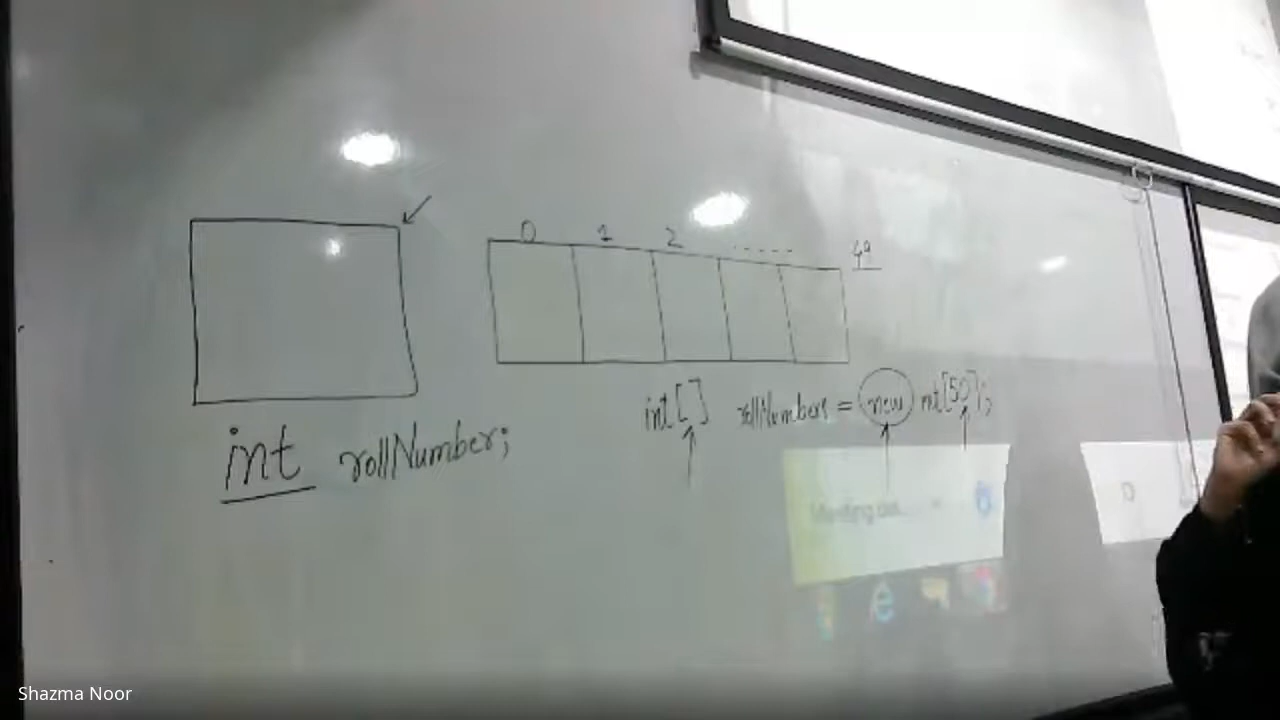 0 1 2 ------ 49
int[] rollNumbers = new int[50];
int rollNumber;
Shazma Noor